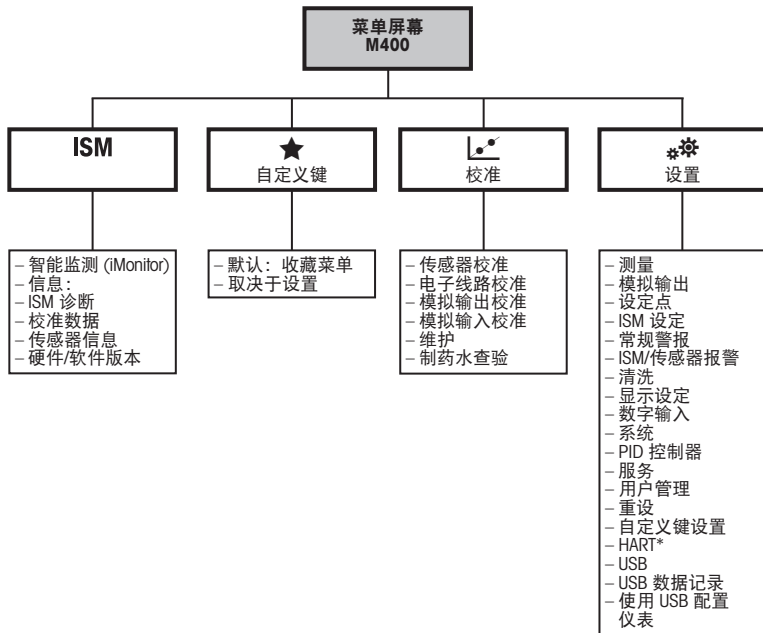 菜单屏幕
M400
ISM
自定义键
校准
设置
– 智能监测 (iMonitor)
– 信息：
– ISM 诊断
– 校准数据
– 传感器信息
– 硬件/软件版本
– 默认：收藏菜单
– 取决于设置
– 传感器校准
– 电子线路校准
– 模拟输出校准
– 模拟输入校准
– 维护
– 制药水查验
– 测量
– 模拟输出
– 设定点
– ISM 设定
– 常规警报
– ISM/传感器报警
– 清洗
– 显示设定
– 数字输入
– 系统
– PID 控制器
– 服务
– 用户管理
– 重设
– 自定义键设置
– HART*
– USB
– USB 数据记录
– 使用 USB 配置
仪表